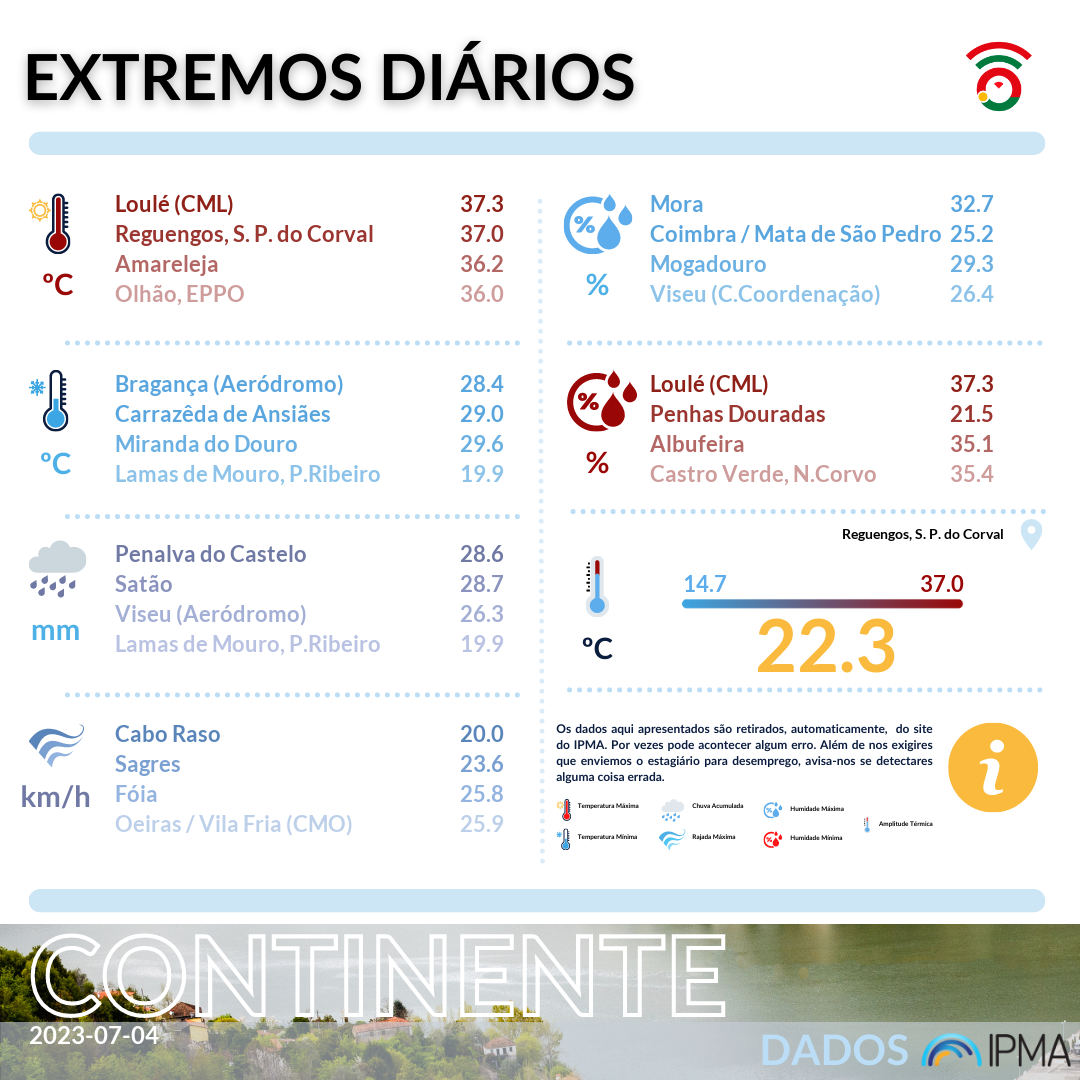 EXTREMOS DIÁRIOS
Loulé (CML) 37.3
Reguengos, S. P. do Corval 37.0
ºC
Amareleja 36.2
Olhão, EPPO 36.0
Bragança (Aeródromo) 28.4
Carrazêda de Ansiães 29.0
ºC
Miranda do Douro 29.6
Lamas de Mouro, P.Ribeiro 19.9
Penalva do Castelo 28.6
Satão 28.7
mm
Viseu (Aeródromo) 26.3
Lamas de Mouro, P.Ribeiro 19.9
Cabo Raso 20.0
Sagres 23.6
km/h
Fóia 25.8
Oeiras / Vila Fria (CMO) 25.9
%
Mora 32.7
Coimbra / Mata de São Pedro 25.2
%
Mogadouro 29.3
Viseu (C.Coordenação) 26.4
%
Loulé (CML) 37.3
Penhas Douradas 21.5
%
Albufeira 35.1
Castro Verde, N.Corvo 35.4
Reguengos, S. P. do Corval
14.7 37.0
ºC
22.3
Os dados aqui apresentados são retirados, automaticamente, do site
do IPMA. Por vezes pode acontecer algum erro. Além de nos exigires
que enviemos o estagiário para desemprego, avisa-nos se detectares
alguma coisa errada.
i
Temperatura Máxima Chuva Acumulada Humidade Máxima
Amplitude Térmica
Temperatura Mínima Rajada Máxima Humidade Mínima
CONTINENTE
2023-07-04
DADOS IPMA